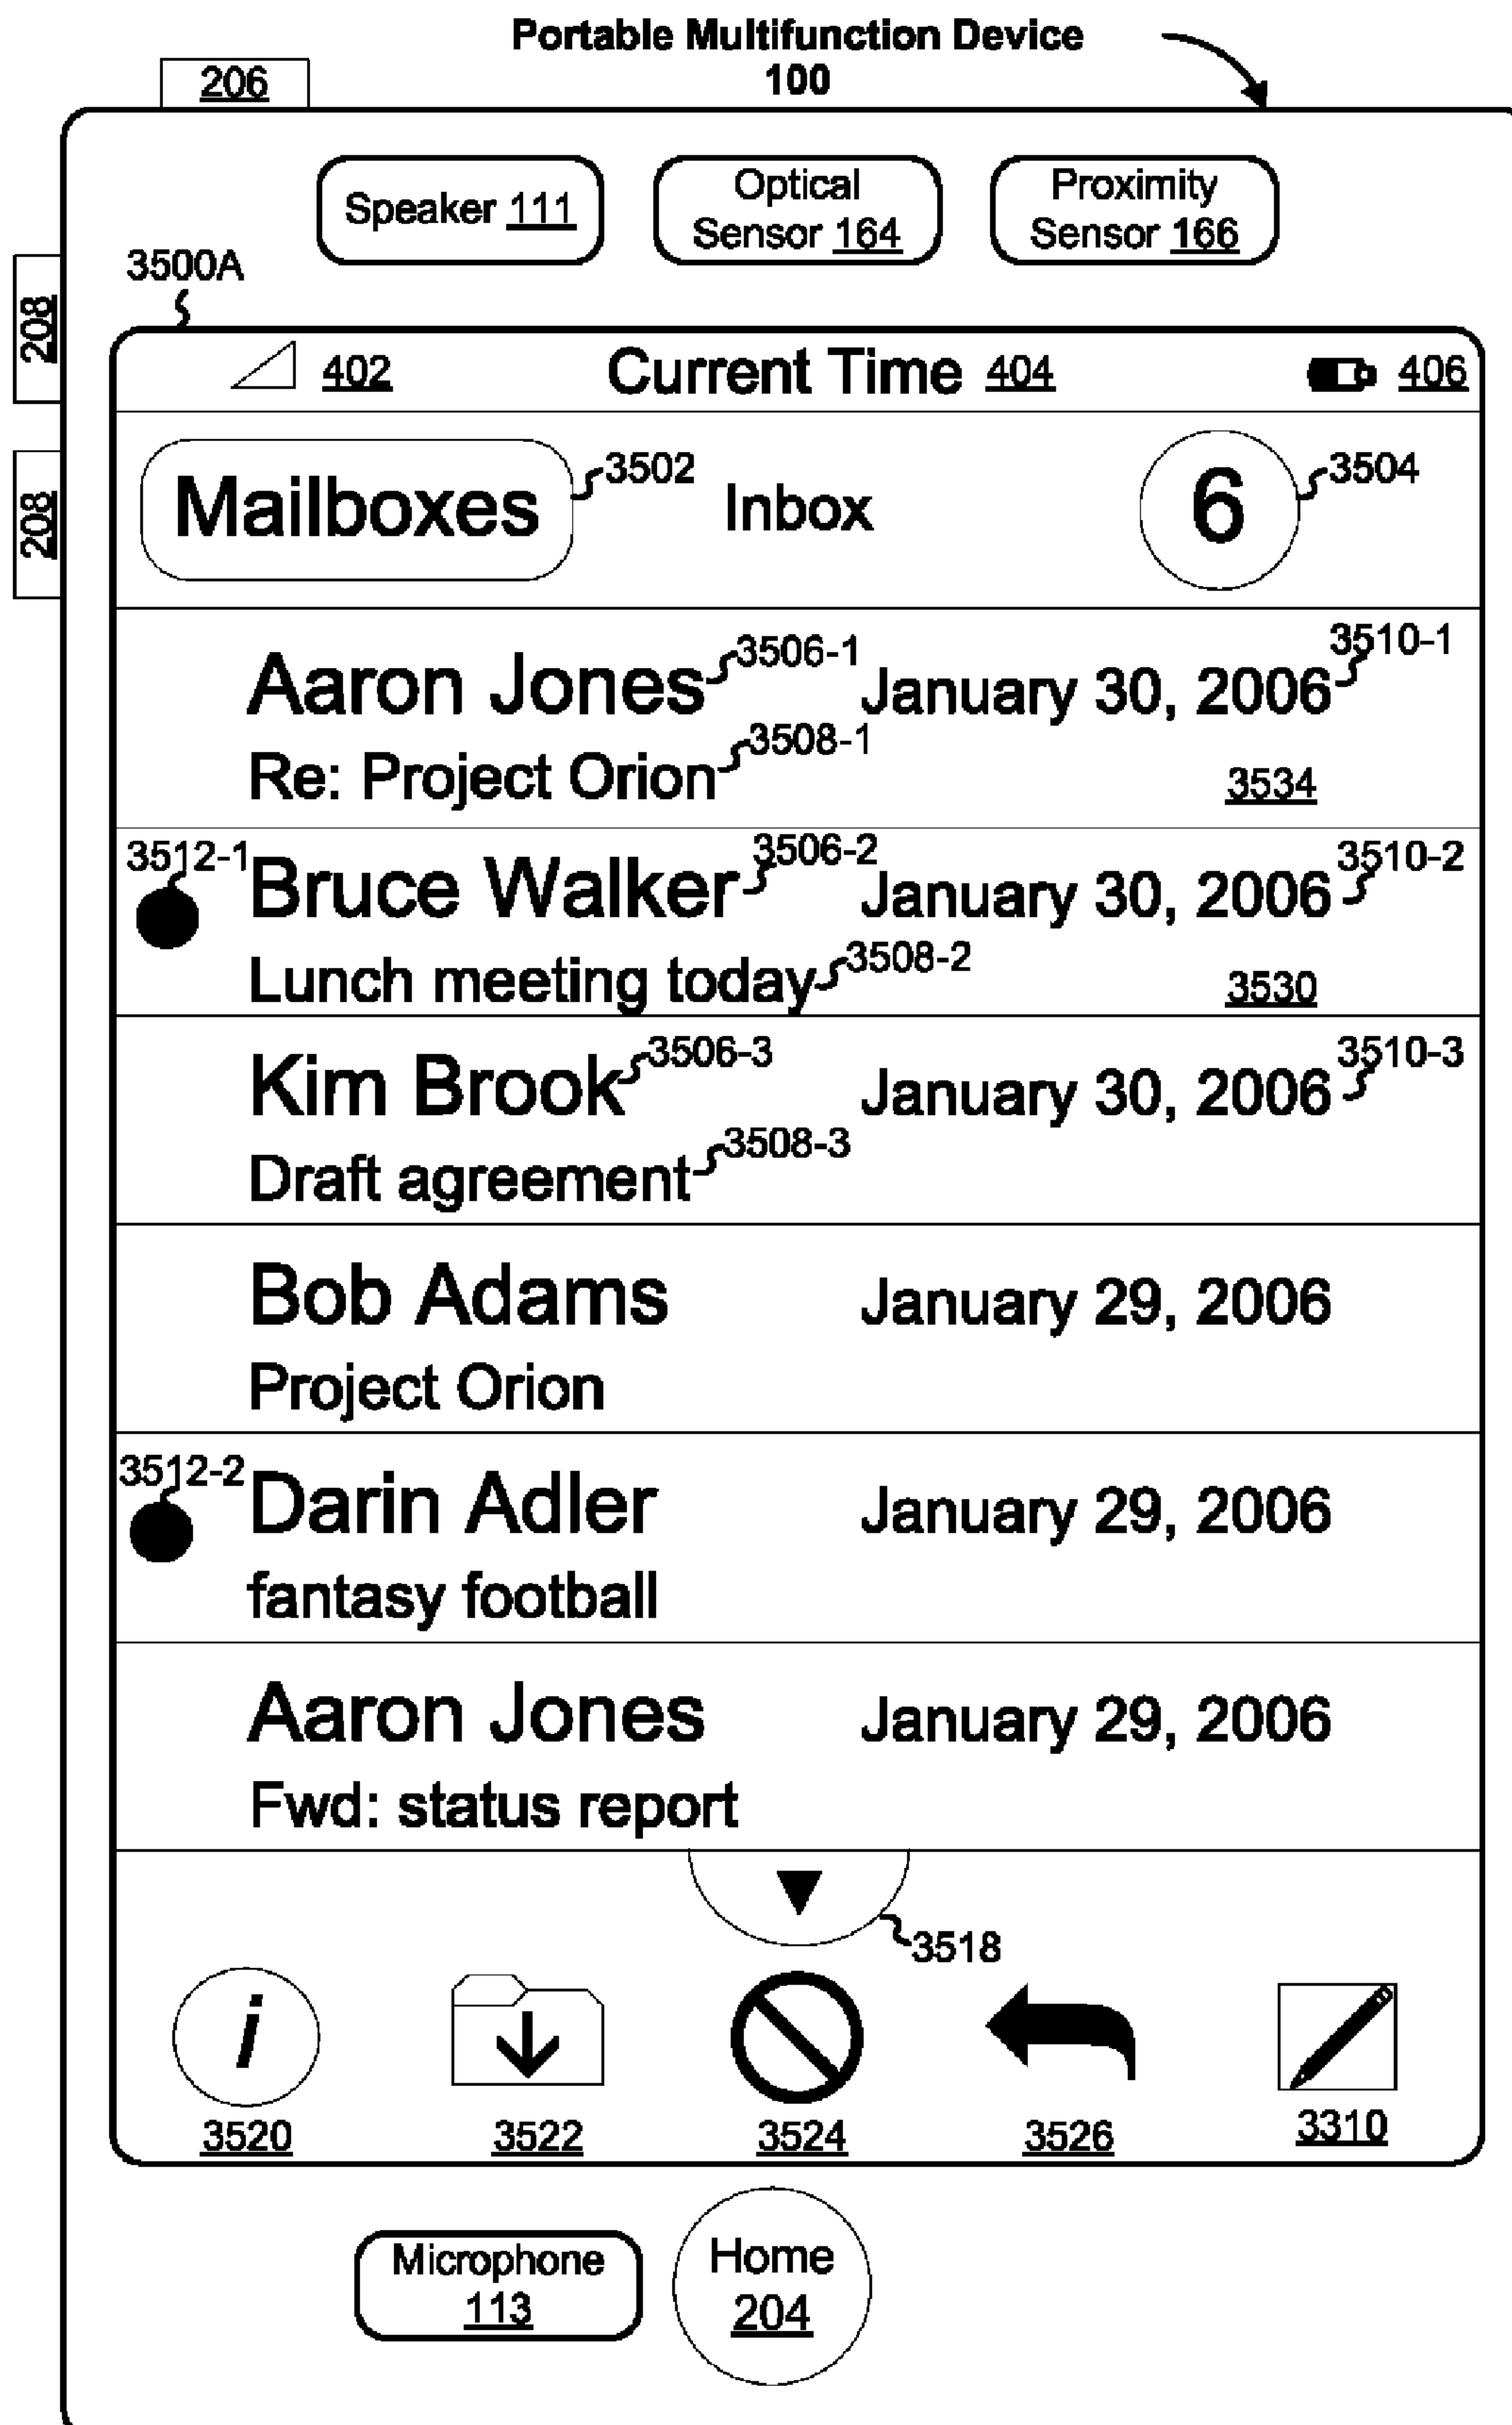 Portable Multifunction Device
100
206
Speaker 111
Optical
Sensor 164
Proximity
Sensor 166
3500A
208
208
402
Current Time 404
406
Mailboxes
3502
Inbox
6
3504
Aaron Jones
3506-1
January 30, 2006
3510-1
Re: Project Orion
3508-1
3534
3512-1
Bruce Walker
3506-2
January 30, 2006
3510-2
Lunch meeting today
3508-2
3530
Kim Brook
3506-3
January 30, 2006
3510-3
Draft agreement
3508-3
Bob Adams
January 29, 2006
Project Orion
3512-2
Darin Adler
January 29, 2006
fantasy football
Aaron Jones
January 29, 2006
Fwd: status report
3518
i
3520
3522
3524
3526
3310
Microphone
113
Home
204